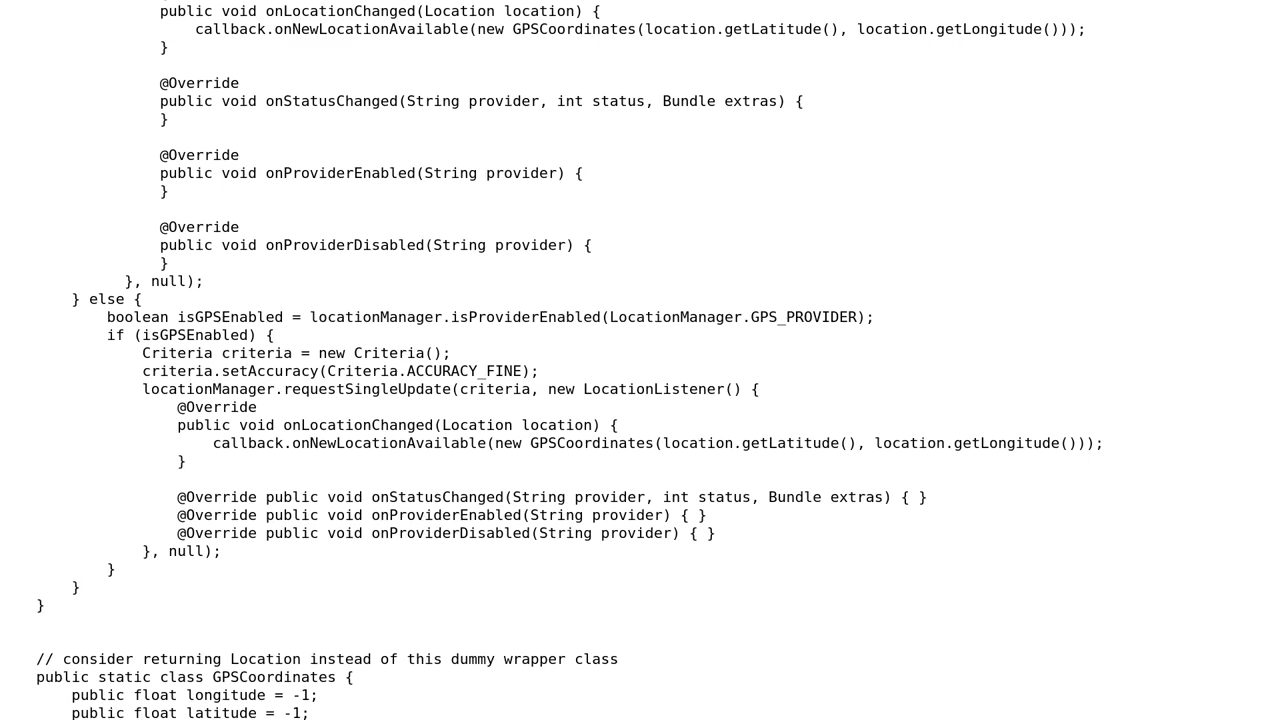 public void onLocationChanged(Location location) {
callback.onNewLocationAvailable(new GPSCoordinates(location.getLatitude(), location.getLongitude()));
}
@Override
public void onStatusChanged(String provider, int status, Bundle extras) {
}
@Override
public void onProviderEnabled(String provider) {
}
@Override
public void onProviderDisabled(String provider) {
}
}, null);
} else {
boolean isGPSEnabled = locationManager.isProviderEnabled(LocationManager.GPS_PROVIDER);
if (isGPSEnabled) {
Criteria criteria = new Criteria();
criteria.setAccuracy(Criteria.ACCURACY_FINE);
locationManager.requestSingleUpdate(criteria, new LocationListener() {
@Override
public void onLocationChanged(Location location) {
callback.onNewLocationAvailable(new GPSCoordinates(location.getLatitude(), location.getLongitude()));
}
@Override public void onStatusChanged(String provider, int status, Bundle extras) { }
@Override public void onProviderEnabled(String provider) { }
@Override public void onProviderDisabled(String provider) { }
}, null);
}
}
}
// consider returning Location instead of this dummy wrapper class
public static class GPSCoordinates {
public float longitude = -1;
public float latitude = -1;